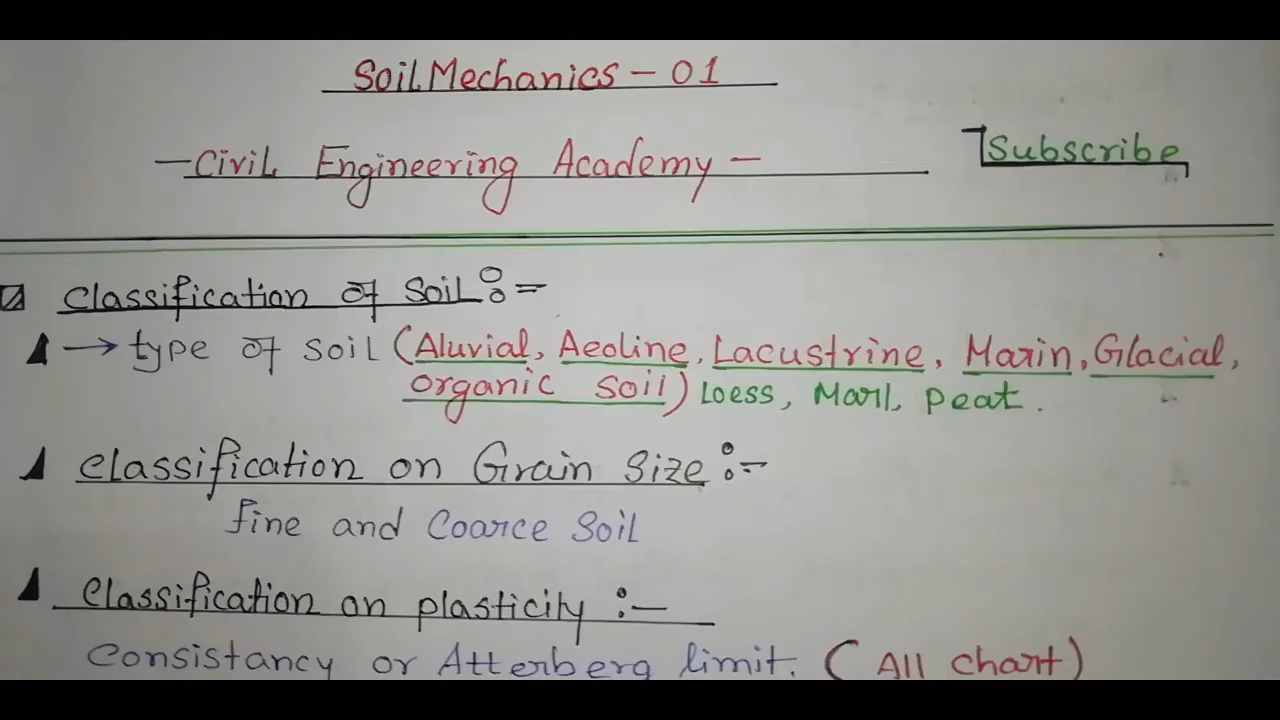 Soil Mechanics - 01
- Civil Engineering Academy -
Subscribe
Classification of Soil :-
→ type of soil (Aluvial, Aeoline, Lacustrine, Marin, Glacial,
organic soil) Loess, Marl, Peat.
Classification on Grain Size :-
fine and Coarce Soil
Classification on plasticity :-
Consistancy or Atterberg limit. (All chart)